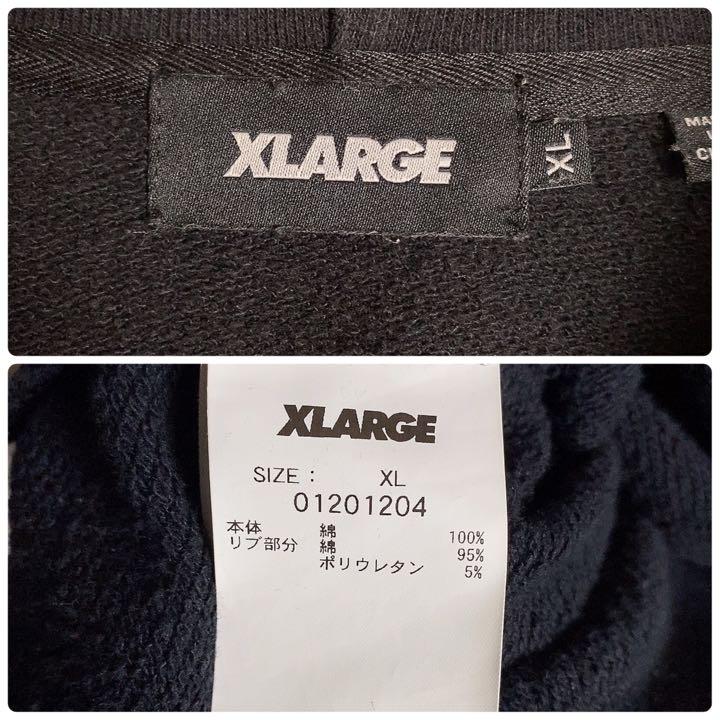 XLARGE
XL
XLARGE
SIZE : XL
01201204
本体 綿 100%
リブ部分 綿 95%
ポリウレタン 5%